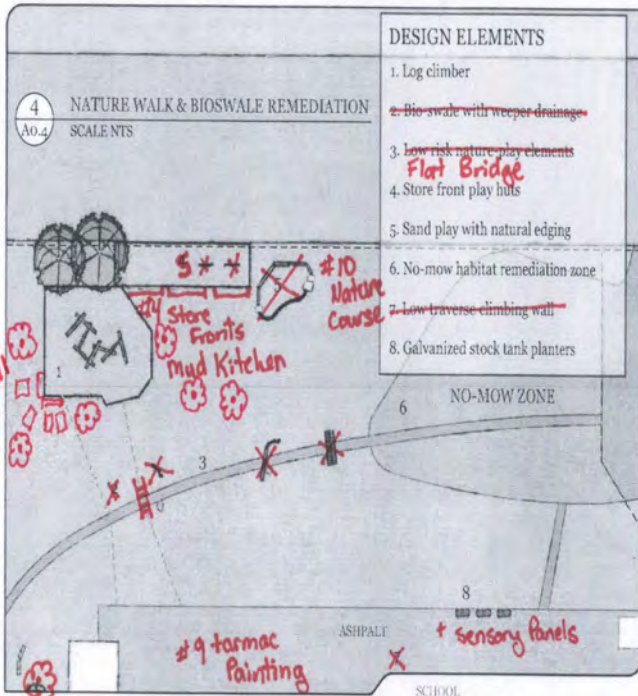 DESIGN ELEMENTS
1. Log climber
2. Bio-swale with weeper drainage
3. Low risk nature-play elements
Flat Bridge
4. Store front play huts
5. Sand play with natural edging
6. No-mow habitat remediation zone
7. Low traverse climbing wall
8. Galvanized stock tank planters
4
A0.4
NATURE WALK & BIOSWALE REMEDIATION
SCALE NTS
5
#10
Nature
Course
#4
Store
Fronts
Mud Kitchen
1
NO-MOW ZONE
6
3
8
ASHPALT
+ sensory Panels
#9 tarmac
Painting
SCHOOL